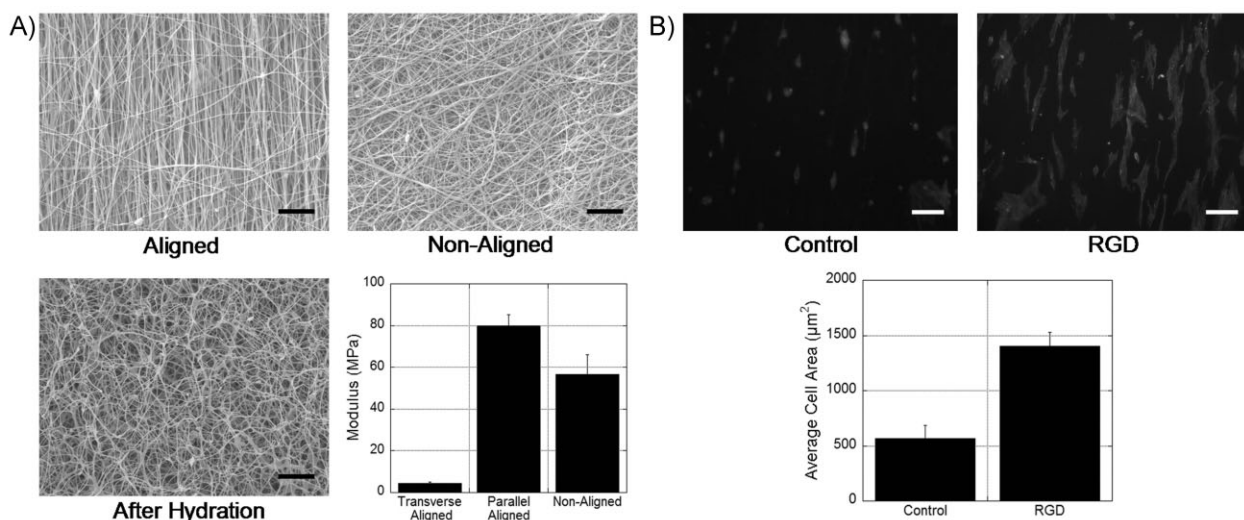 A)
Aligned
Non-Aligned
After Hydration
Modulus (MPa)
100
80
60
40
20
0
Transverse
Aligned
Parallel
Aligned
Non-Aligned
B)
Control
RGD
Average Cell Area (µm²)
2000
1500
1000
500
0
Control
RGD